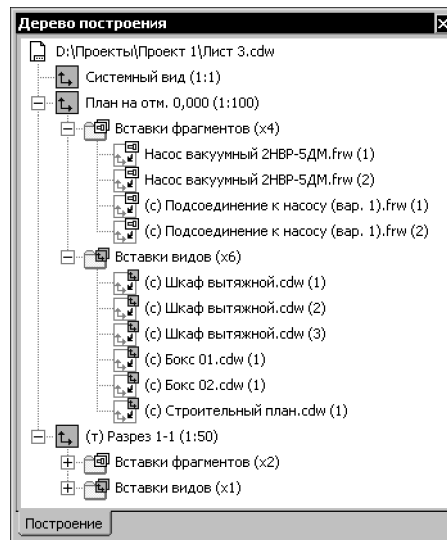 Дерево построения
D:\Проекты\Проект 1\Лист 3.cdw
Системный вид (1:1)
План на отм. 0,000 (1:100)
Вставки фрагментов (x4)
Насос вакуумный 2НВР-5ДМ.frw (1)
Насос вакуумный 2НВР-5ДМ.frw (2)
(с) Подсоединение к насосу (вар. 1).frw (1)
(с) Подсоединение к насосу (вар. 1).frw (2)
Вставки видов (x6)
(с) Шкаф вытяжной.cdw (1)
(с) Шкаф вытяжной.cdw (2)
(с) Шкаф вытяжной.cdw (3)
(с) Бокс 01.cdw (1)
(с) Бокс 02.cdw (1)
(с) Строительный план.cdw (1)
(т) Разрез 1-1 (1:50)
Вставки фрагментов (x2)
Вставки видов (x1)
Построение